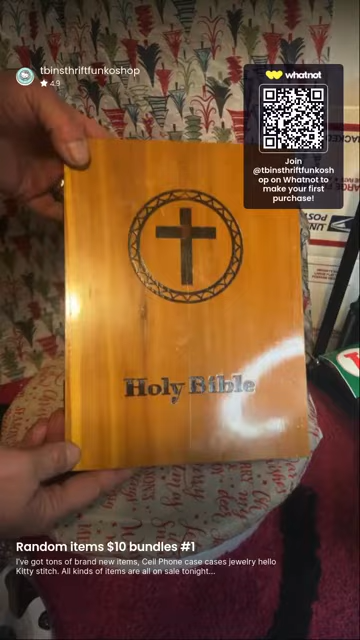 tbinsthriftfunkoshop
★ 4.9
whatnot
Join
@tbinsthriftfunkosh
op on Whatnot to
make your first
purchase!
Holy Bible
Random items $10 bundles #1
I've got tons of brand new items, Cell Phone case cases jewelry hello
Kitty stitch. All kinds of items are all on sale tonight...